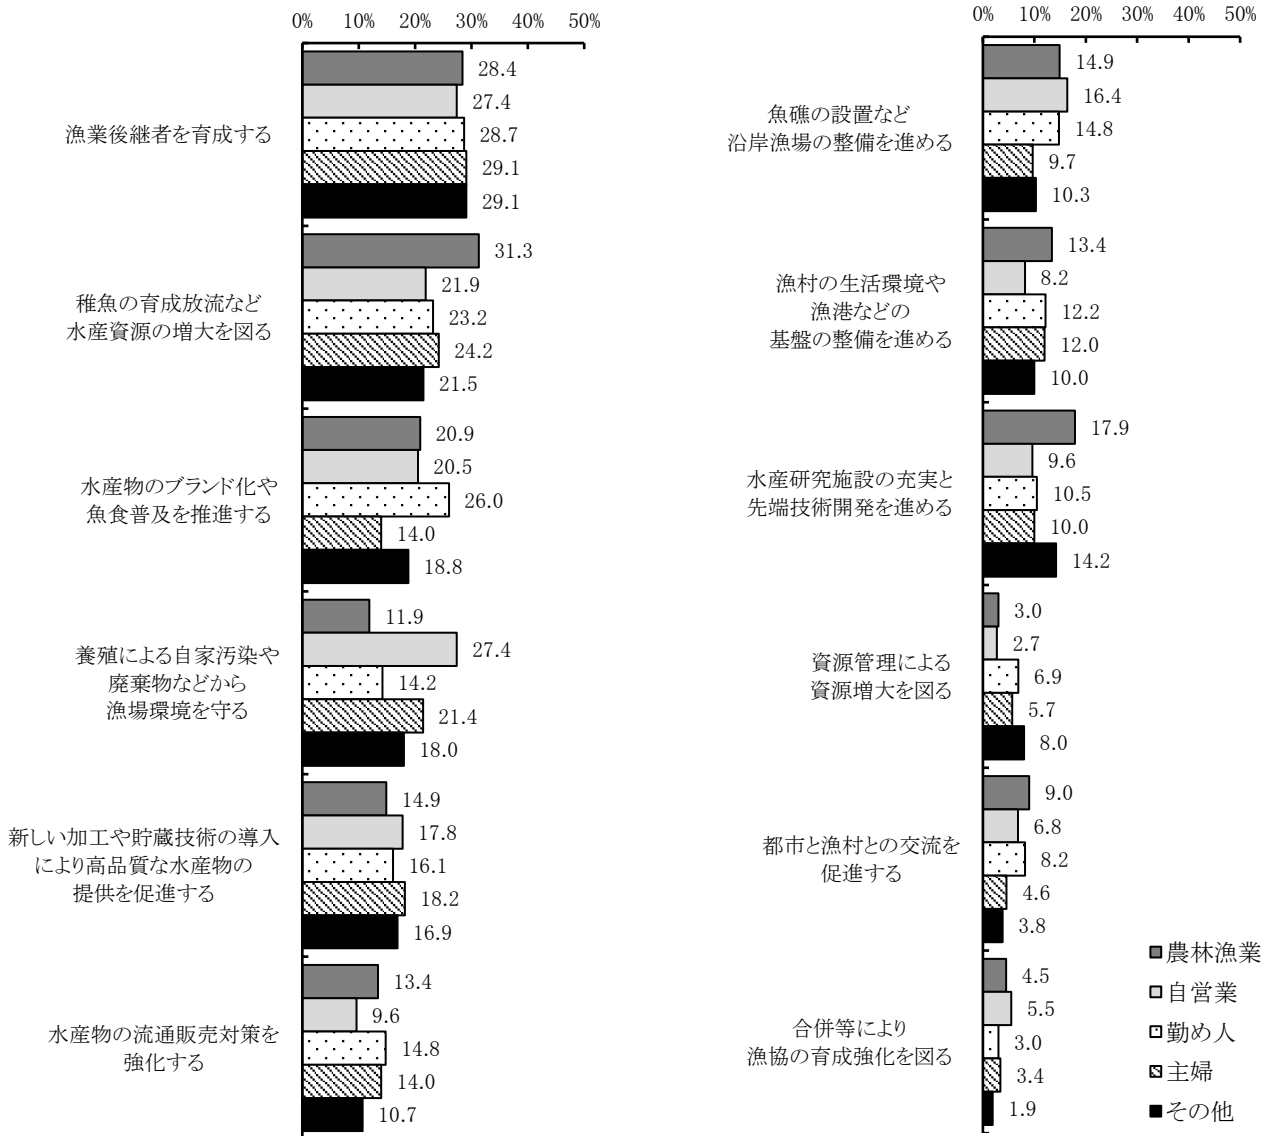 0% 10% 20% 30% 40% 50%
漁業後継者を育成する
28.4
27.4
28.7
29.1
29.1
稚魚の育成放流など
水産資源の増大を図る
31.3
21.9
23.2
24.2
21.5
水産物のブランド化や
魚食普及を推進する
20.9
20.5
26.0
14.0
18.8
養殖による自家汚染や
廃棄物などから
漁場環境を守る
11.9
27.4
14.2
21.4
18.0
新しい加工や貯蔵技術の導入
により高品質な水産物の
提供を促進する
14.9
17.8
16.1
18.2
16.9
水産物の流通販売対策を
強化する
13.4
9.6
14.8
14.0
10.7
0% 10% 20% 30% 40% 50%
魚礁の設置など
沿岸漁場の整備を進める
14.9
16.4
14.8
9.7
10.3
漁村の生活環境や
漁港などの
基盤の整備を進める
13.4
8.2
12.2
12.0
10.0
水産研究施設の充実と
先端技術開発を進める
17.9
9.6
10.5
10.0
14.2
資源管理による
資源増大を図る
3.0
2.7
6.9
5.7
8.0
都市と漁村との交流を
促進する
9.0
6.8
8.2
4.6
3.8
合併等により
漁協の育成強化を図る
4.5
5.5
3.0
3.4
1.9
農林漁業
自営業
勤め人
主婦
その他